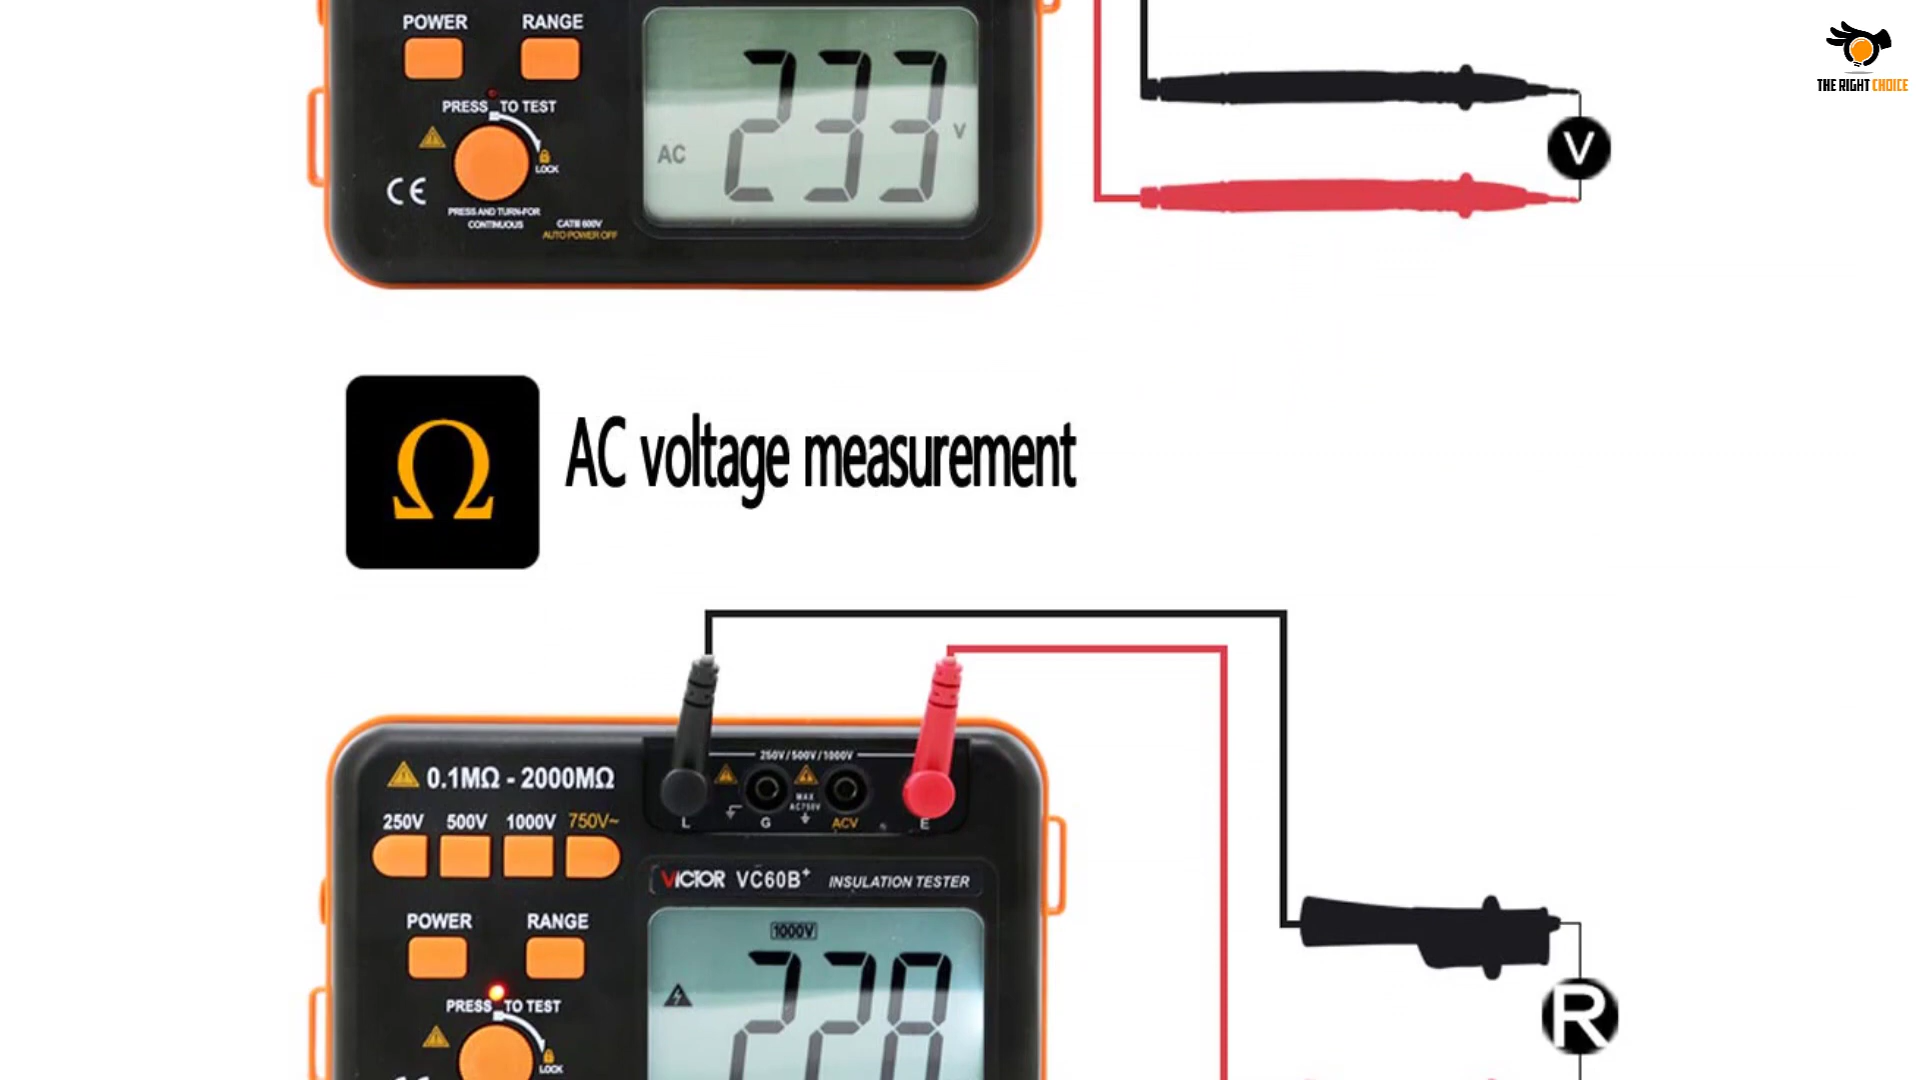 POWER RANGE
THE RIGHT CHOICE
233
AC V
PRESS TO TEST
LOCK
CE
PRESS AND TURN-FOR
CONTINUOUS
CATIII 600V
AUTO POWER OFF
V
Ω AC voltage measurement
250V/500V/1000V
0.1MΩ - 2000MΩ
MAX
AC750V
L G ACV E
250V 500V 1000V 750V~
VICTOR VC60B+ INSULATION TESTER
POWER RANGE
1000V
228
PRESS TO TEST
LOCK
R